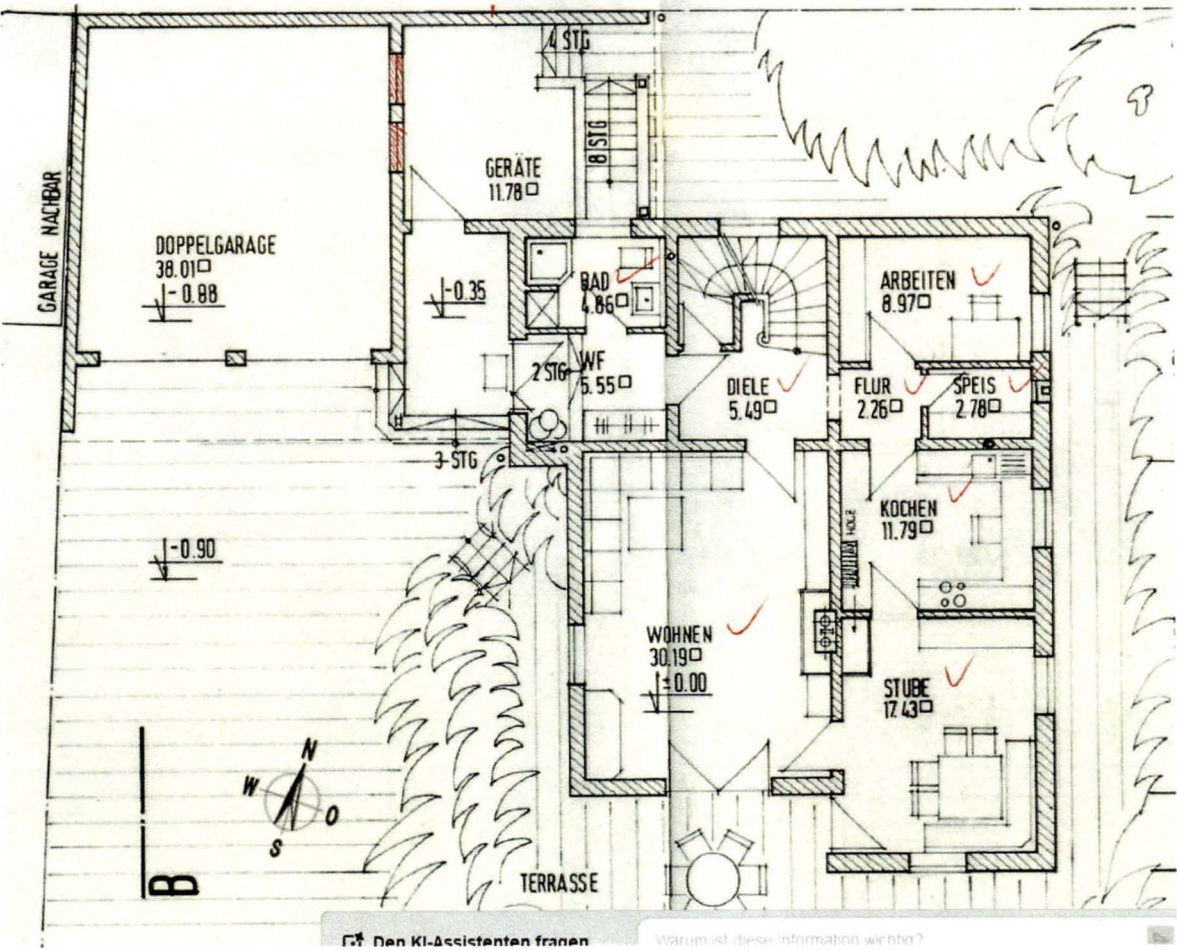 4 STG
8 STG
GERÄTE
11.78
GARAGE NACHBAR
DOPPELGARAGE
38.01
-0.88
-0.35
BAD
4.86
ARBEITEN
8.97
2 STG
WF
5.55
DIELE
5.49
FLUR
2.26
SPEIS
2.78
3 STG
KOCHEN
11.79
HOLZ
-0.90
WOHNEN
30.19
±0.00
STUBE
17.43
N
W
O
S
B
TERRASSE
Den KI-Assistenten fragen
Warum ist diese Information wichtig?